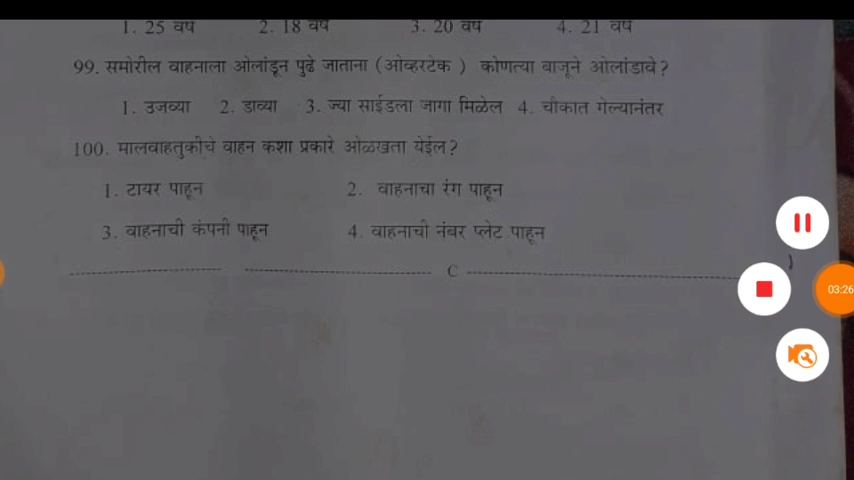 1. 25 वर्ष 2. 18 वर्ष 3. 20 वर्ष 4. 21 वर्ष
99. समोरील वाहनाला ओलांडून पुढे जाताना (ओव्हरटेक ) कोणत्या बाजूने ओलांडावे?
1. उजव्या 2. डाव्या 3. ज्या साईडला जागा मिळेल 4. चौकात गेल्यानंतर
100. मालवाहतुकीचे वाहन कशा प्रकारे ओळखता येईल?
1. टायर पाहून 2. वाहनाचा रंग पाहून
3. वाहनाची कंपनी पाहून 4. वाहनाची नंबर प्लेट पाहून
C
03:26